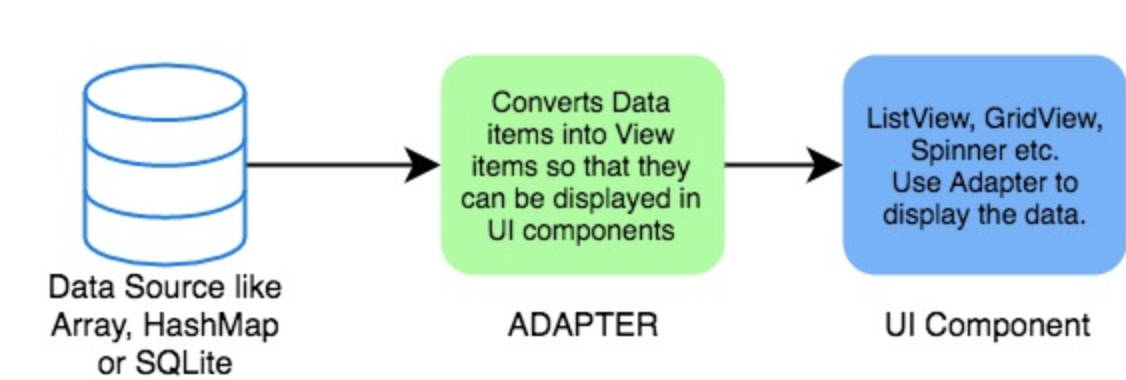 Converts Data
items into View
items so that they
can be displayed in
UI components
ListView, GridView,
Spinner etc.
Use Adapter to
display the data.
Data Source like
Array, HashMap
or SQLite
ADAPTER
UI Component